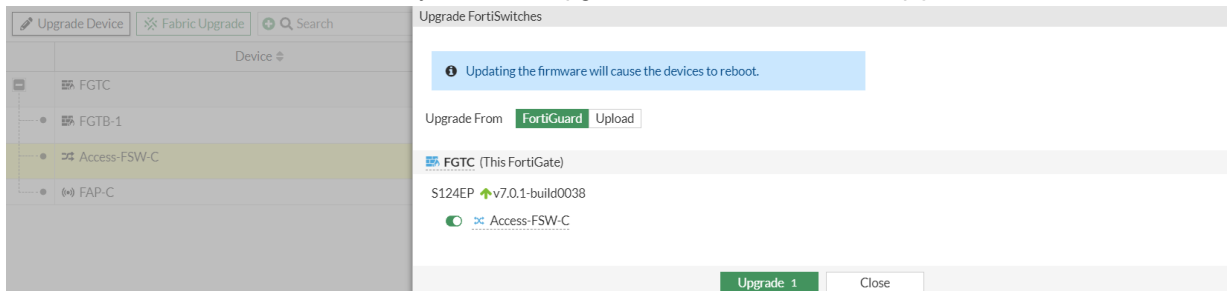 Upgrade Device Fabric Upgrade Search
Device
FGTC
FGTB-1
Access-FSW-C
FAP-C
Upgrade FortiSwitches
Updating the firmware will cause the devices to reboot.
Upgrade From FortiGuard Upload
FGTC (This FortiGate)
S124EP v7.0.1-build0038
Access-FSW-C
Upgrade 1 Close